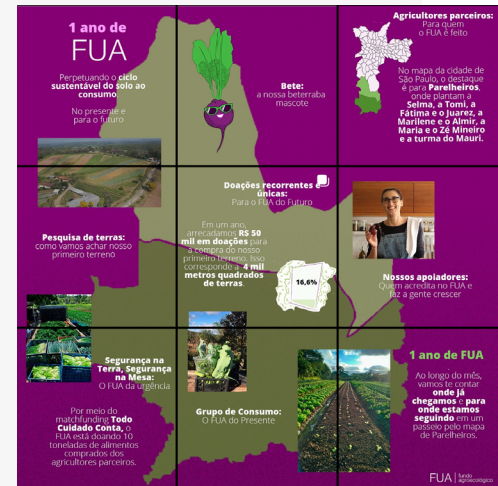 1 ano de
FUA
Perpetuando o ciclo
sustentável do solo ao
consumo.
No presente e
para o futuro
Bete:
a nossa beterraba
mascote
Agricultores parceiros:
Para quem
o FUA é feito
No mapa da cidade de
São Paulo, o destaque
é para Parelheiros,
onde plantam a
Selma, a Tomi, a
Fátima e o Juarez, a
Marilene e o Almir, a
Maria e o Zé Mineiro
e a turma do Mauri.
Pesquisa de terras:
como vamos achar nosso
primeiro terreno
Doações recorrentes e
únicas:
Para o FUA do Futuro
Em um ano,
arrecadamos R$ 50
mil em doações para
a compra do nosso
primeiro terreno. Isso
corresponde a 4 mil
metros quadrados
de terras.
16,6%
Nossos apoiadores:
Quem acredita no FUA e
faz a gente crescer
Segurança na
Terra, Segurança
na Mesa:
O FUA da urgência
Por meio do
matchfunding Todo
Cuidado Conta, o
FUA está doando 10
toneladas de alimentos
comprados dos
agricultores parceiros.
Grupo de Consumo:
O FUA do Presente
1 ano de FUA
Ao longo do mês,
vamos te contar
onde já
chegamos e para
onde estamos
seguindo em um
passeio pelo mapa
de Parelheiros.
FUA | fundo
agroecológico